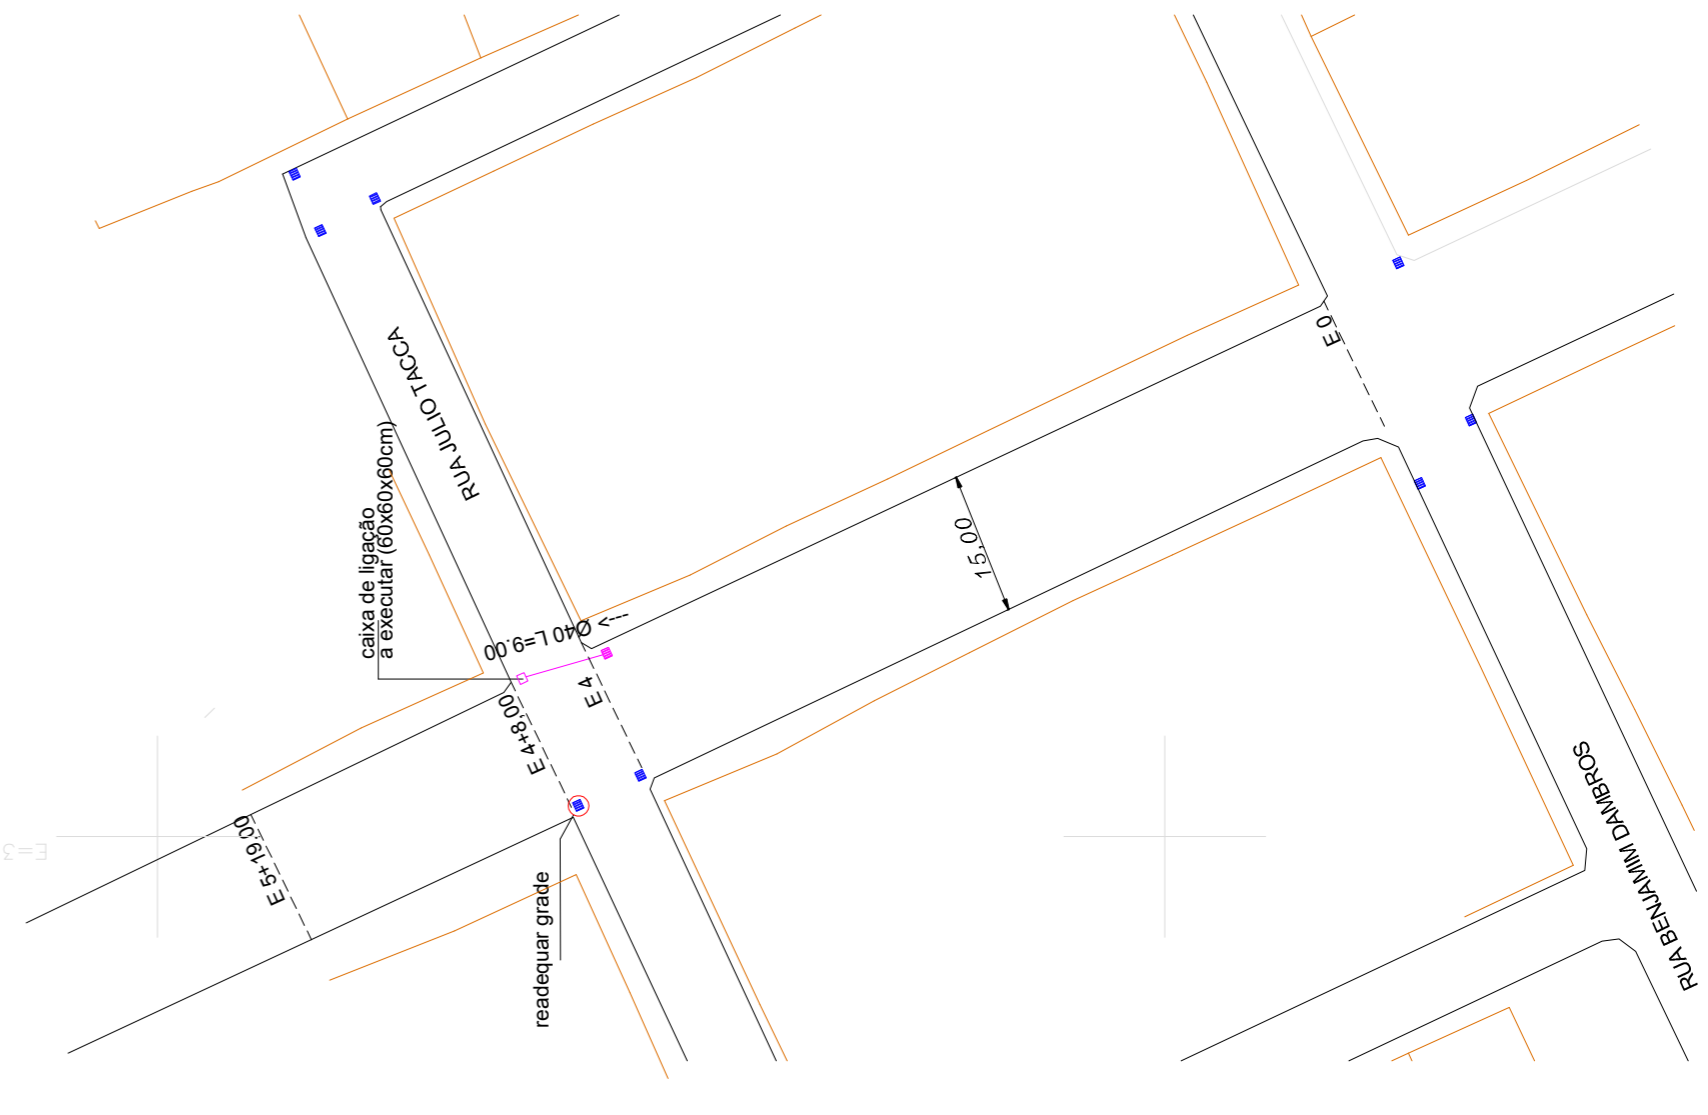 RUA JULIO TACCA
caixa de ligação
a executar (60x60x60cm)
Ø40 L=9.00
---->
E 0
15,00
E 4
E 4+8,00
E 5+19,00
E=3
readequar grade
RUA BENJAMIM DAMBROS